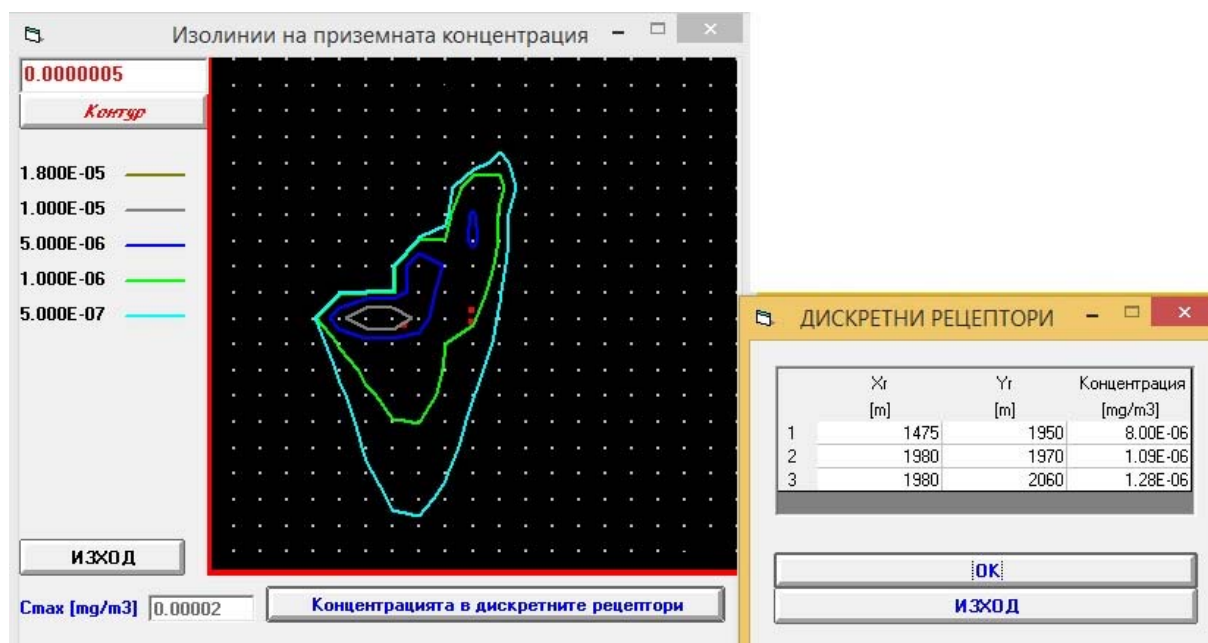 Изолинии на приземната концентрация
0.0000005
Контур
1.800E-05
1.000E-05
5.000E-06
1.000E-06
5.000E-07
ИЗХОД
Cmax [mg/m3] 0.00002
Концентрацията в дискретните рецептори
ДИСКРЕТНИ РЕЦЕПТОРИ
Xr Yr Концентрация
[m] [m] [mg/m3]
1 1475 1950 8.00E-06
2 1980 1970 1.09E-06
3 1980 2060 1.28E-06
OK
ИЗХОД